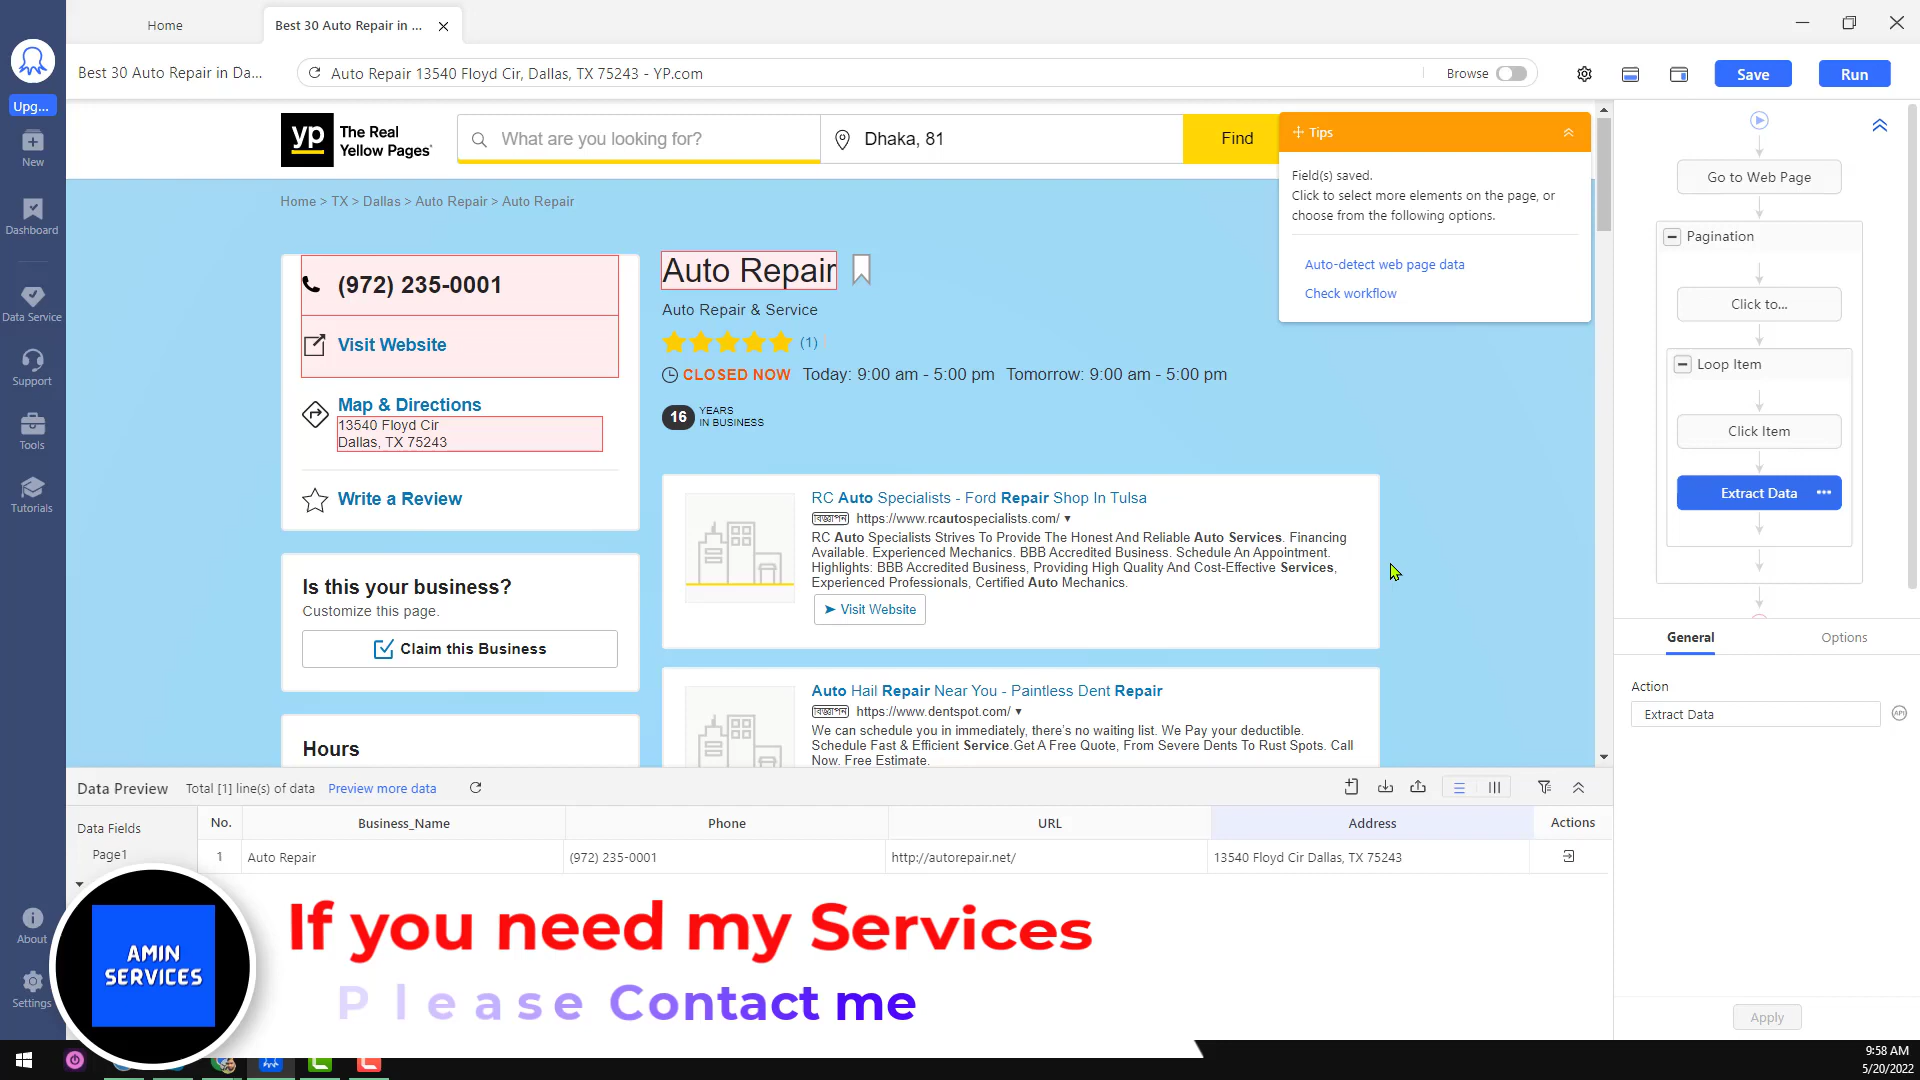 Home
Best 30 Auto Repair in ...
Best 30 Auto Repair in Da...
Auto Repair 13540 Floyd Cir, Dallas, TX 75243 - YP.com
Browse
Save
Run
Upg...
New
Dashboard
Data Service
Support
Tools
Tutorials
About
Settings
yp
The Real
Yellow Pages®
What are you looking for?
Dhaka, 81
Find
Tips
Field(s) saved.
Click to select more elements on the page, or
choose from the following options.
Auto-detect web page data
Check workflow
Home > TX > Dallas > Auto Repair > Auto Repair
(972) 235-0001
Visit Website
Map & Directions
13540 Floyd Cir
Dallas, TX 75243
Write a Review
Is this your business?
Customize this page.
Claim this Business
Hours
Auto Repair
Auto Repair & Service
(1)
CLOSED NOW Today: 9:00 am - 5:00 pm Tomorrow: 9:00 am - 5:00 pm
16
YEARS
IN BUSINESS
RC Auto Specialists - Ford Repair Shop In Tulsa
বিজ্ঞাপন https://www.rcautospecialists.com/
RC Auto Specialists Strives To Provide The Honest And Reliable Auto Services. Financing
Available. Experienced Mechanics. BBB Accredited Business. Schedule An Appointment.
Highlights: BBB Accredited Business, Providing High Quality And Cost-Effective Services,
Experienced Professionals, Certified Auto Mechanics.
Visit Website
Auto Hail Repair Near You - Paintless Dent Repair
বিজ্ঞাপন https://www.dentspot.com/
We can schedule you in immediately, there's no waiting list. We Pay your deductible.
Schedule Fast & Efficient Service.Get A Free Quote, From Severe Dents To Rust Spots. Call
Now. Free Estimate.
Go to Web Page
Pagination
Click to...
Loop Item
Click Item
Extract Data
General
Options
Action
Extract Data
API
Apply
Data Preview
Total [1] line(s) of data
Preview more data
Data Fields
Page1
No. Business_Name Phone URL Address Actions
1 Auto Repair (972) 235-0001 http://autorepair.net/ 13540 Floyd Cir Dallas, TX 75243
AMIN
SERVICES
If you need my Services
Please Contact me
9:58 AM
5/20/2022